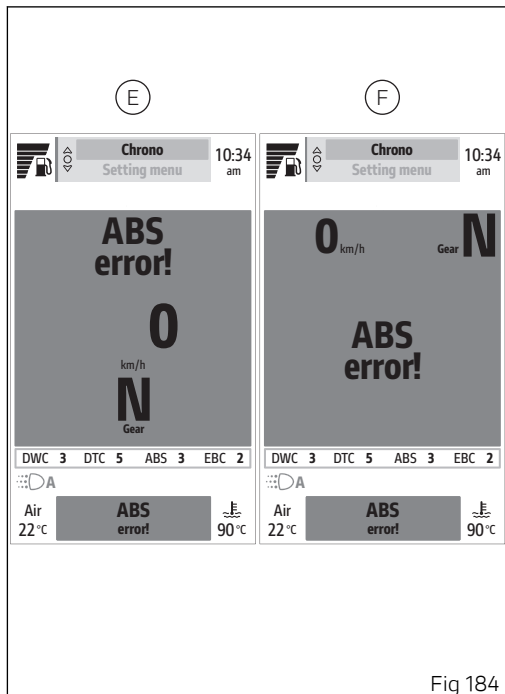 E
Chrono
Setting menu
10:34
am
ABS
error!
0
km/h
N
Gear
DWC 3 DTC 5 ABS 3 EBC 2
A
Air
22 °C
ABS
error!
90 °C
F
Chrono
Setting menu
10:34
am
0 km/h
Gear N
ABS
error!
DWC 3 DTC 5 ABS 3 EBC 2
A
Air
22 °C
ABS
error!
90 °C
Fig 184